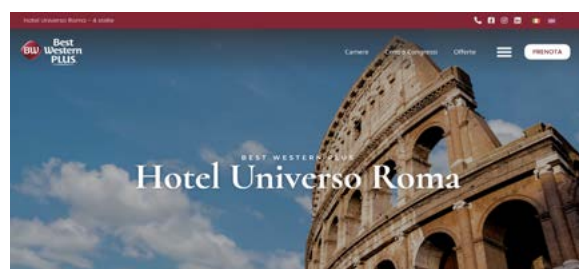 Hotel Universo Roma - 4 stelle
BW
Best
Western
PLUS
Camere Centro Congressi Offerte PRENOTA
BEST WESTERN PLUS
Hotel Universo Roma